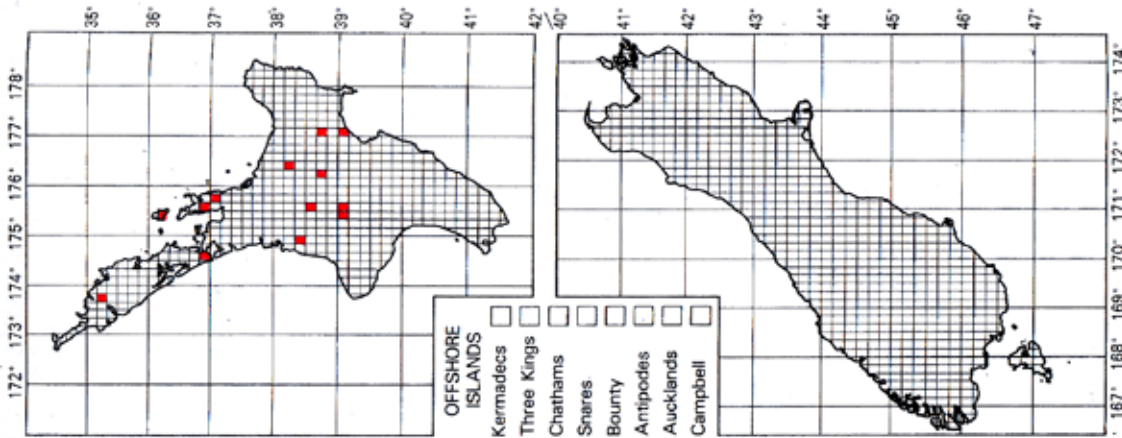 35° 36° 37° 38° 39° 40° 41° 42°
178°
177°
176°
175°
174°
173°
172°
OFFSHORE
ISLANDS
Kermadecs
Three Kings
Chathams
Snares
Bounty
Antipodes
Aucklands
Campbell
40° 41° 42° 43° 44° 45° 46° 47°
174°
173°
172°
171°
170°
169°
168°
167°